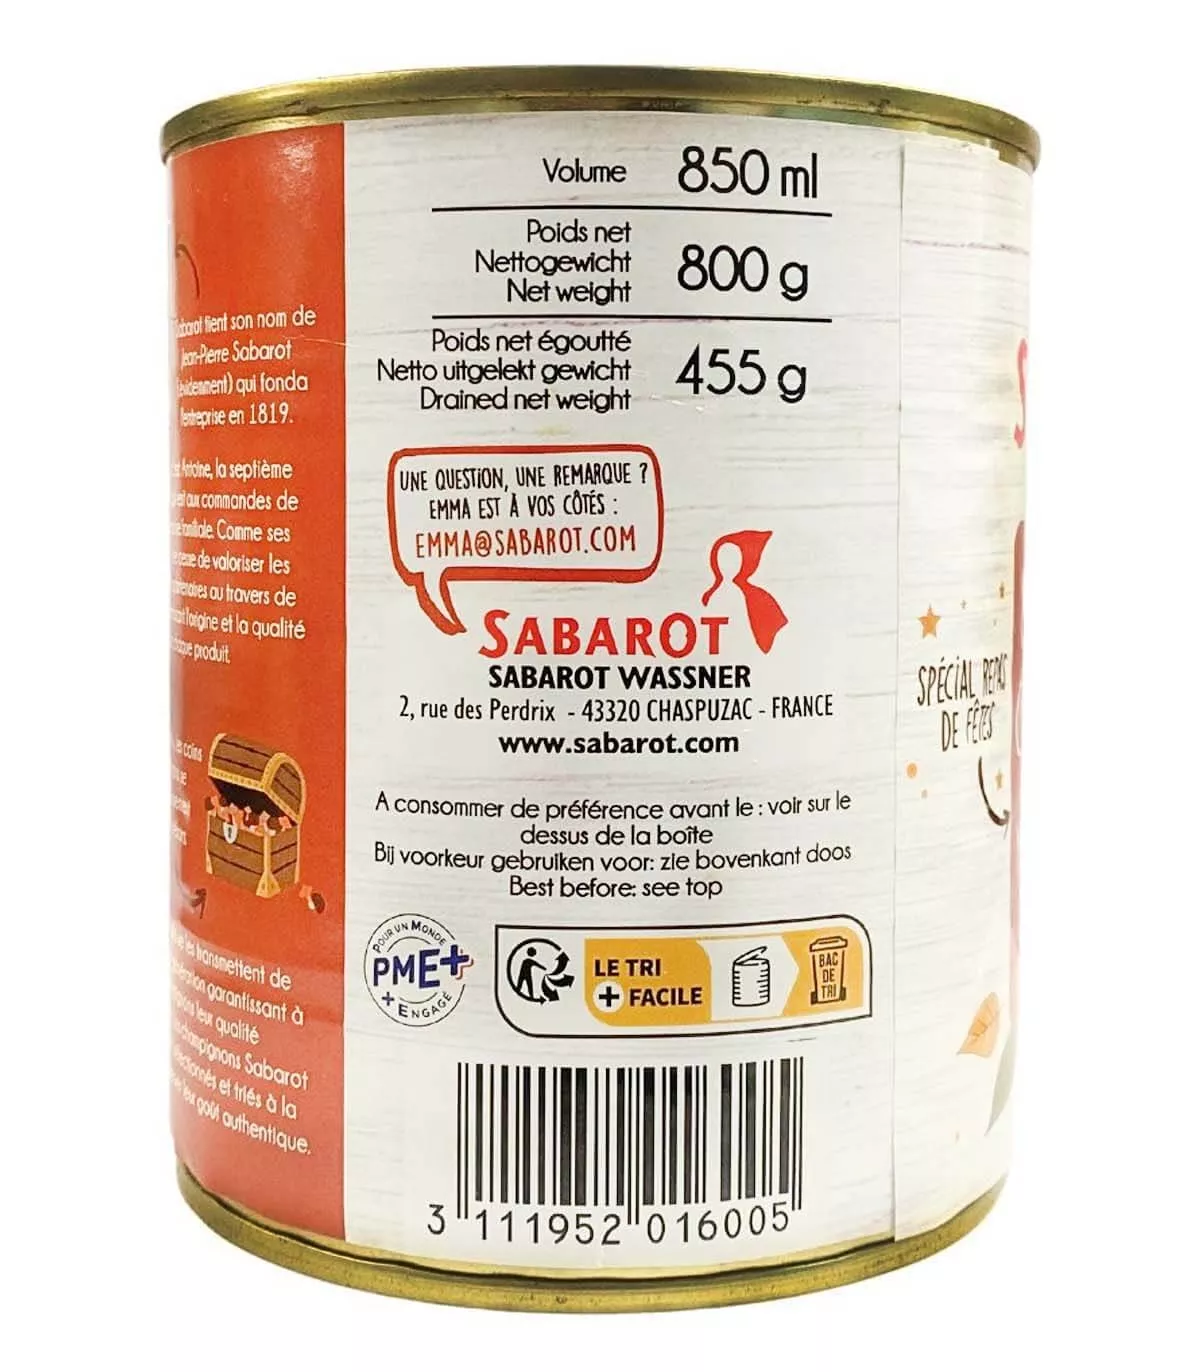 Volume 850 ml
Poids net
Nettogewicht
Net weight
800 g
Poids net égoutté
Netto uitgelekt gewicht
Drained net weight
455 g
UNE QUESTION, UNE REMARQUE ?
EMMA EST À VOS CÔTÉS :
EMMA@SABAROT.COM
SABAROT
SABAROT WASSNER
2, rue des Perdrix - 43320 CHASPUZAC - FRANCE
www.sabarot.com
A consommer de préférence avant le : voir sur le
dessus de la boîte
Bij voorkeur gebruiken voor: zie bovenkant doos
Best before: see top
POUR UN MONDE
PME+
+ ENGAGÉ
LE TRI
+ FACILE
BAC
DE
TRI
3 111952 016005
tient son nom de
Jean-Pierre Sabarot
qui fonda
l'entreprise en 1819.
Antoine, la septième
aux commandes de
familiale. Comme ses
de valoriser les
au travers de
l'origine et la qualité
produit.
coins
les transmettent de
garantissant à
leur qualité
champignons Sabarot
et triés à la
leur goût authentique.
SPÉCIAL REPAS
DE FÊTES